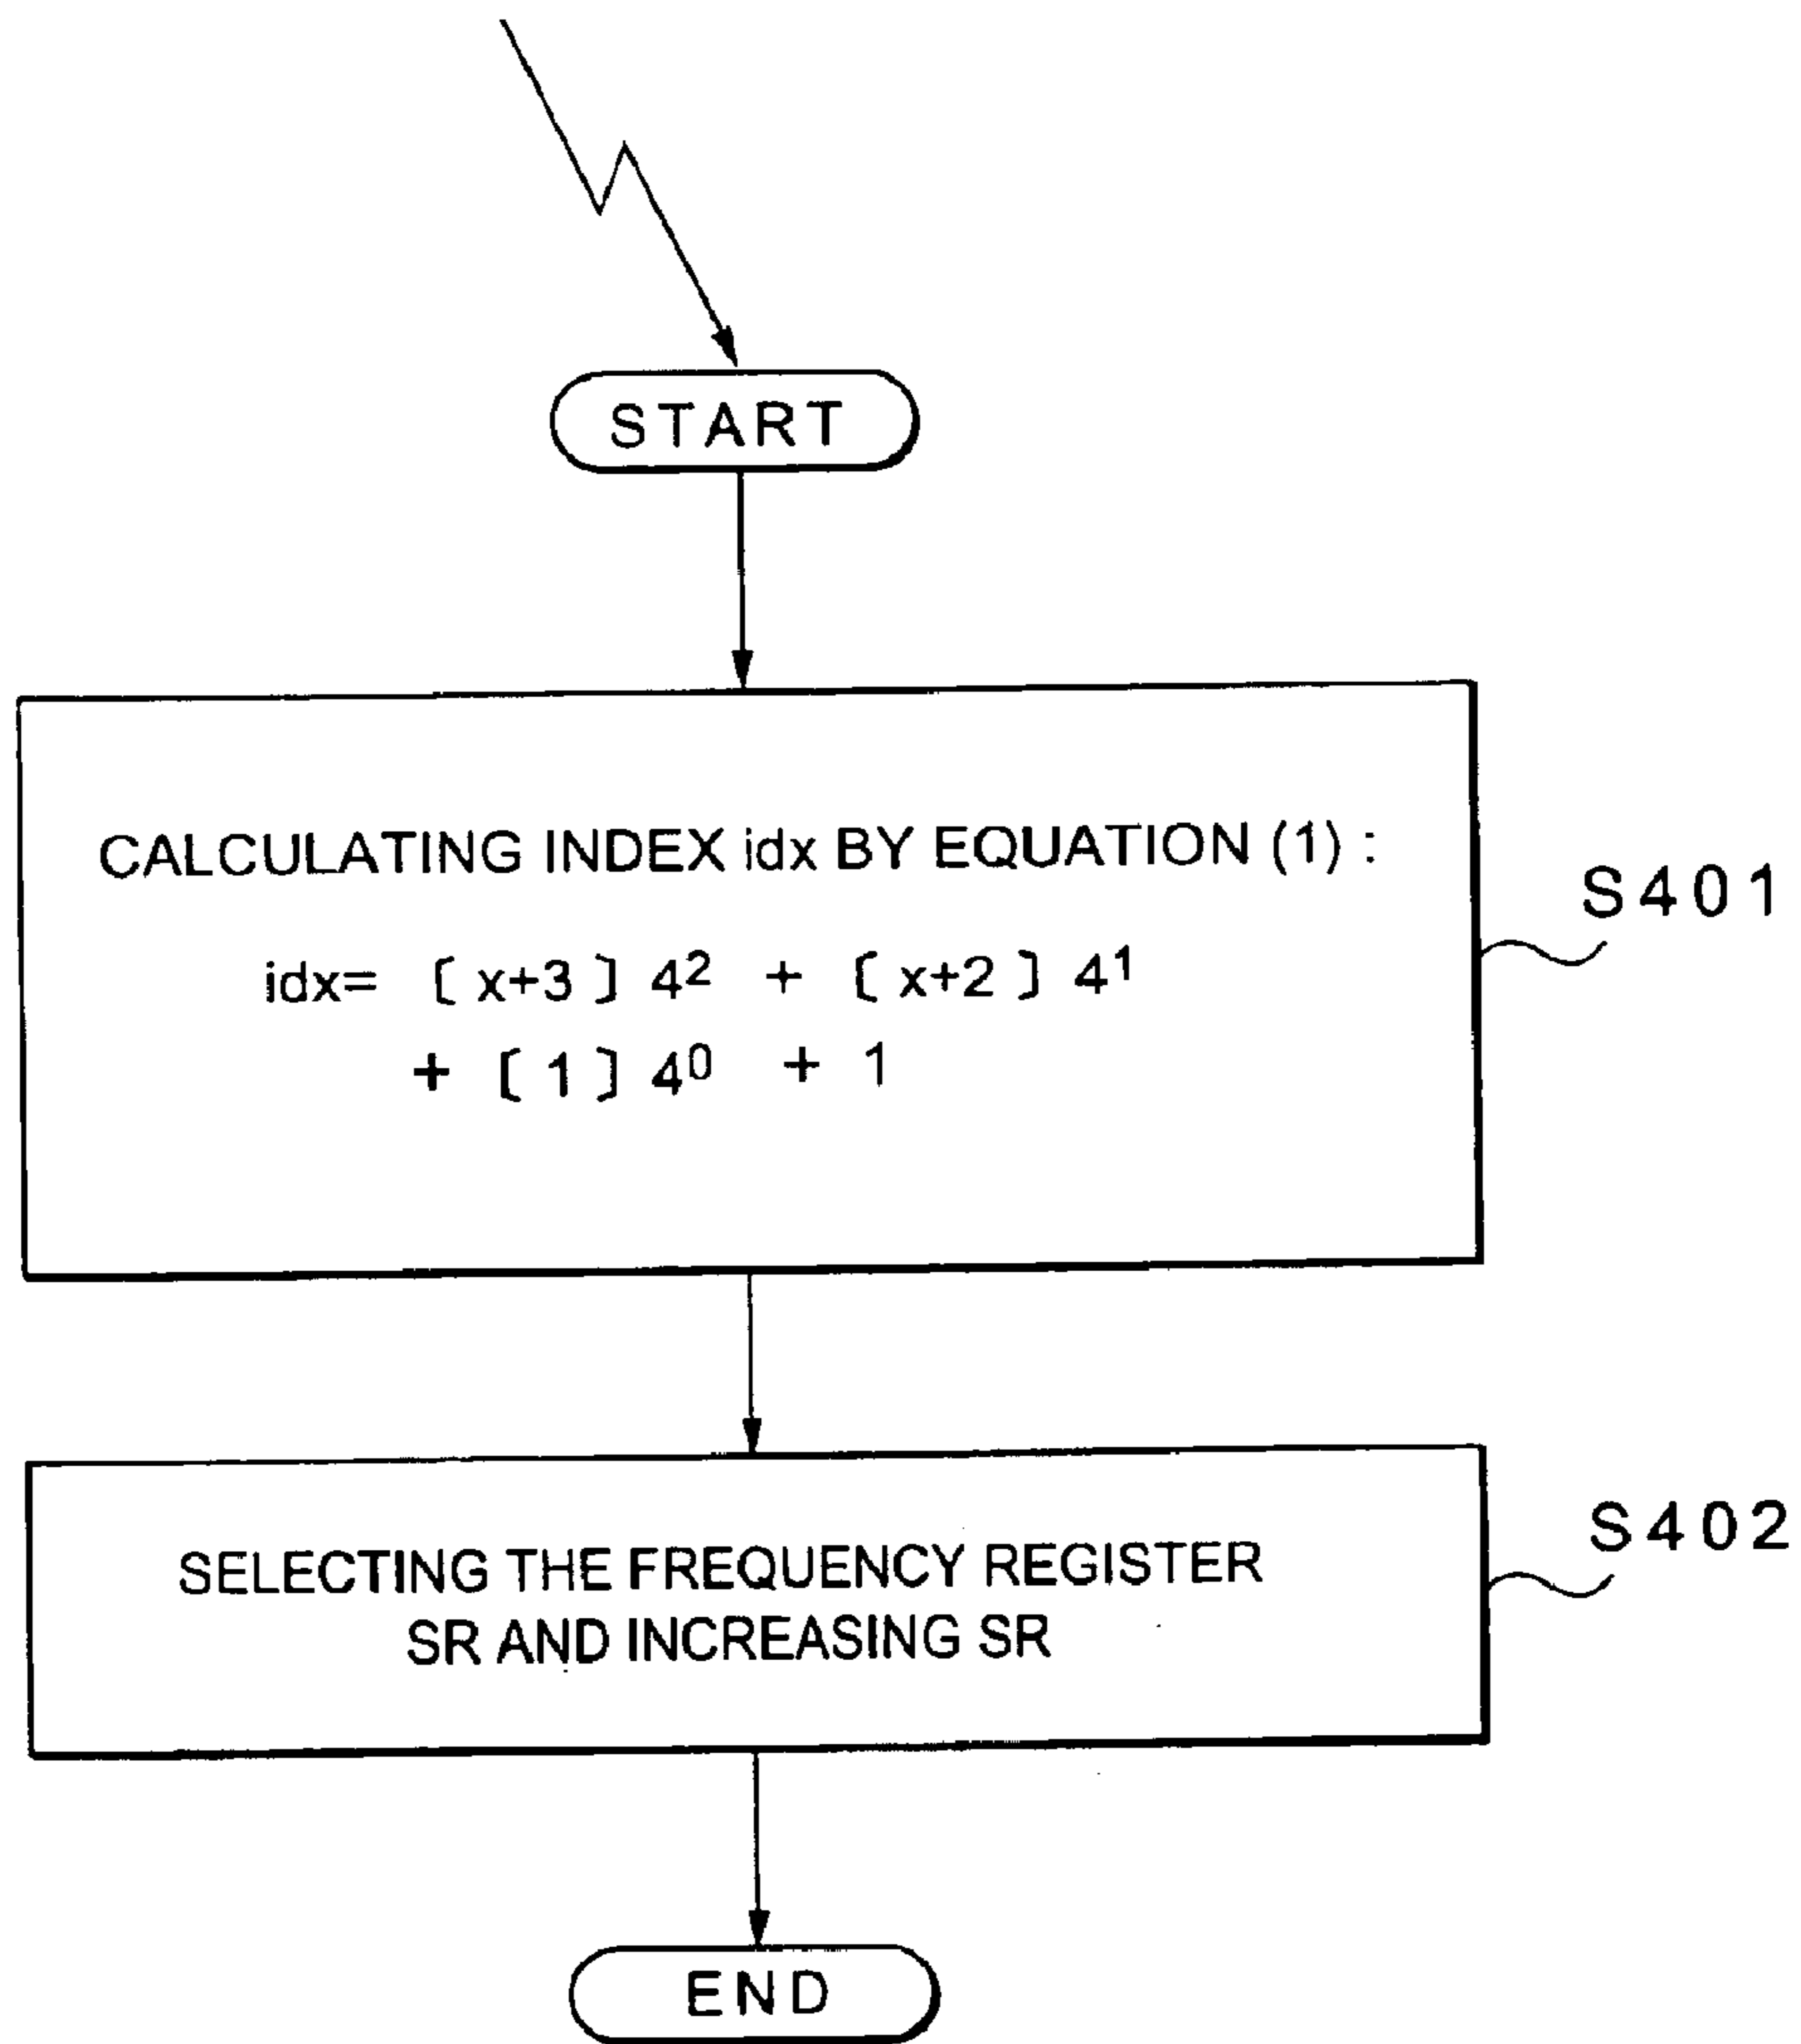 START
CALCULATING INDEX idx BY EQUATION (1) :
idx= [ x+3 ] 4² + [ x+2 ] 4¹
+ [ 1 ] 4⁰ + 1
S401
SELECTING THE FREQUENCY REGISTER
SR AND INCREASING SR
S402
END